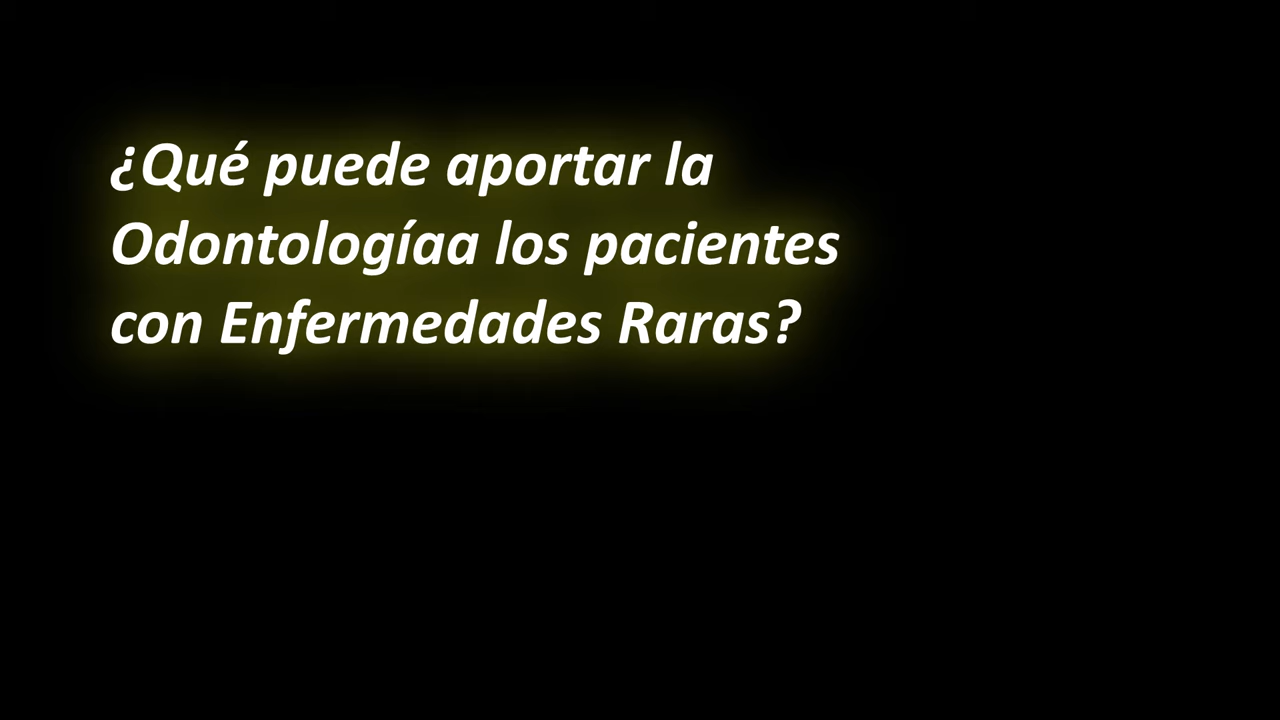 ¿Qué puede aportar la
Odontologíaa los pacientes
con Enfermedades Raras?